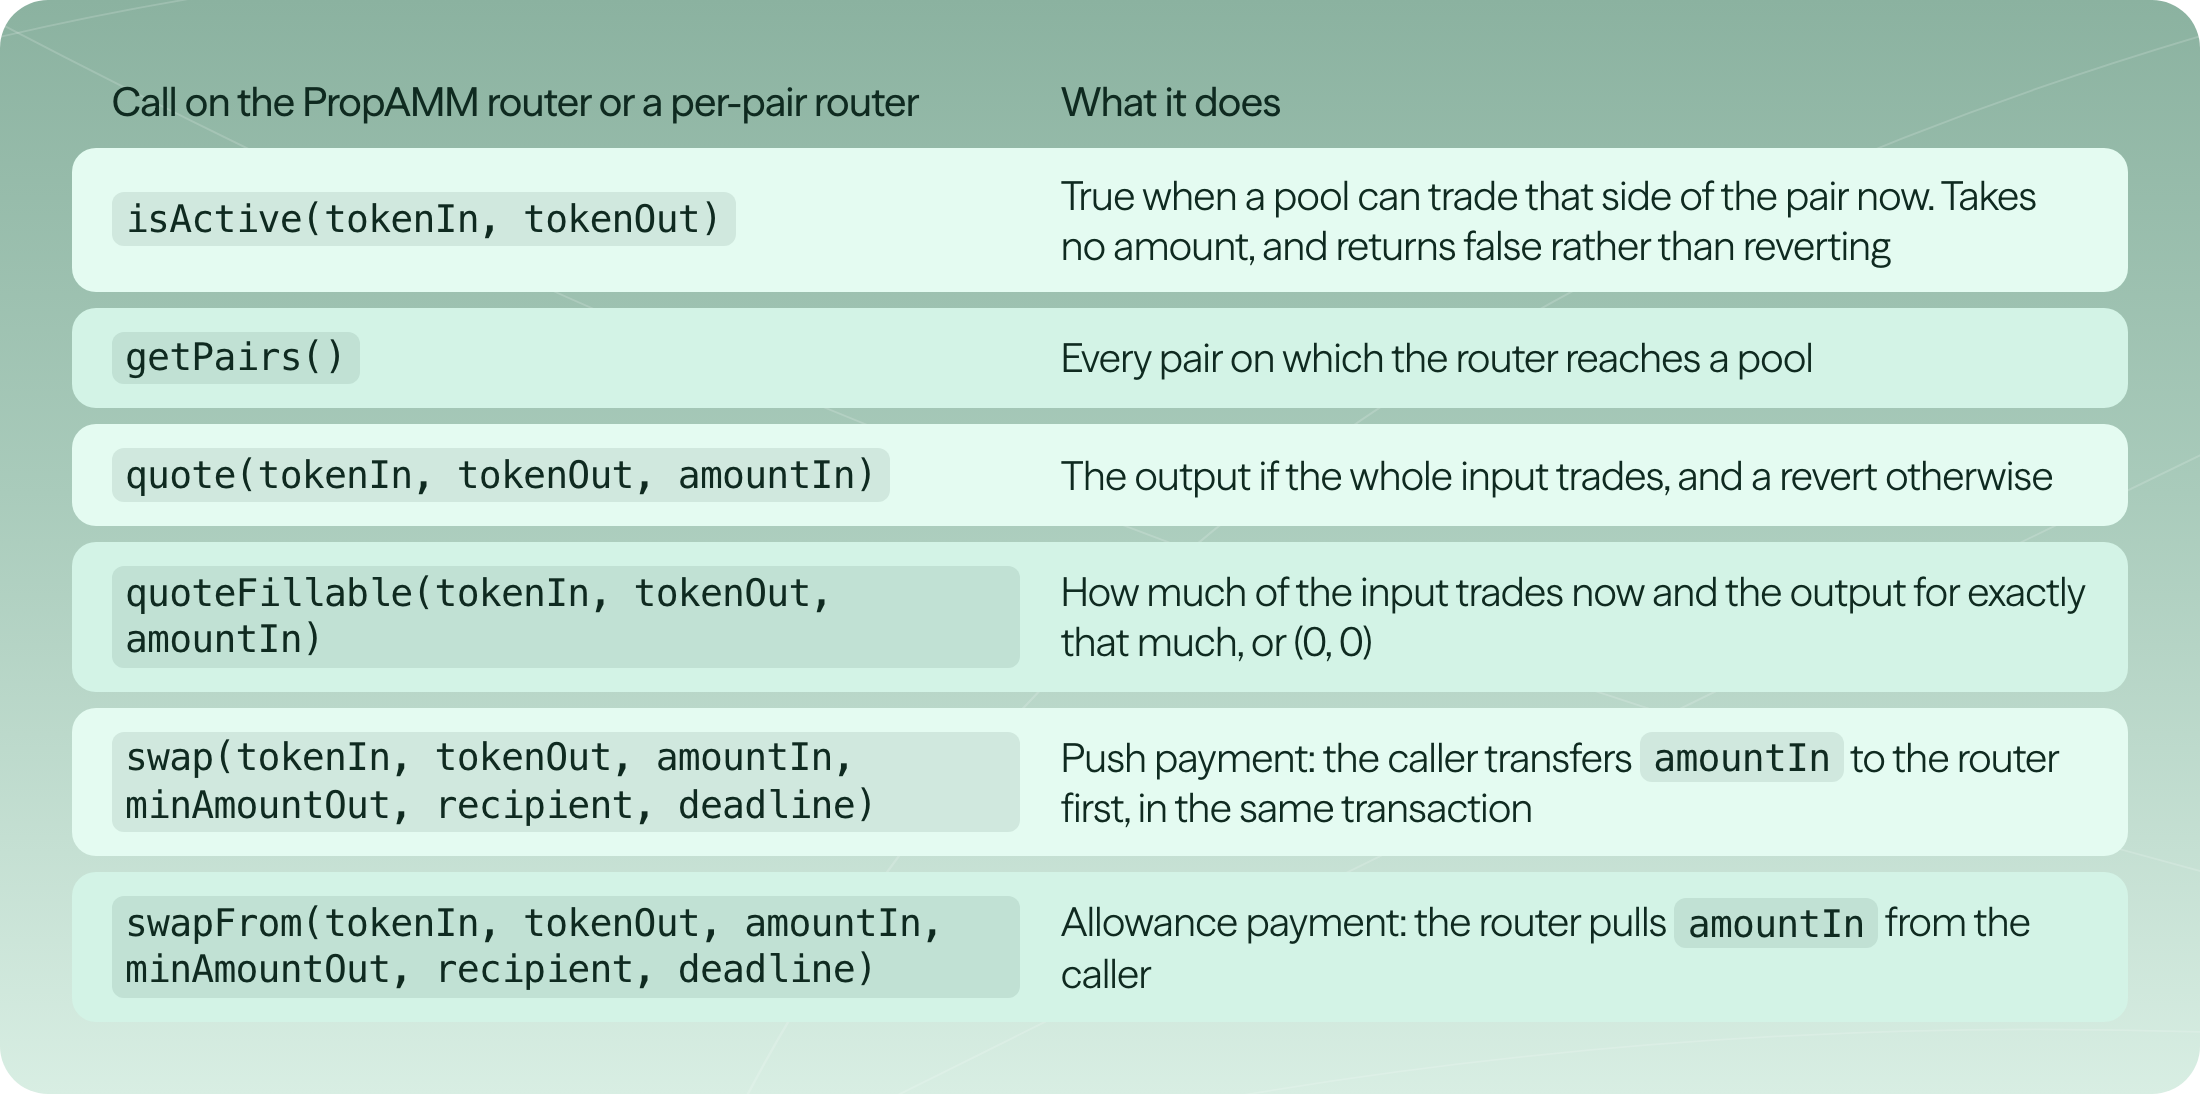 Call on the PropAMM router or a per-pair router
What it does
isActive(tokenIn, tokenOut)
True when a pool can trade that side of the pair now. Takes
no amount, and returns false rather than reverting
getPairs()
Every pair on which the router reaches a pool
quote(tokenIn, tokenOut, amountIn)
The output if the whole input trades, and a revert otherwise
quoteFillable(tokenIn, tokenOut,
amountIn)
How much of the input trades now and the output for exactly
that much, or (0, 0)
swap(tokenIn, tokenOut, amountIn,
minAmountOut, recipient, deadline)
Push payment: the caller transfers amountIn to the router
first, in the same transaction
swapFrom(tokenIn, tokenOut, amountIn,
minAmountOut, recipient, deadline)
Allowance payment: the router pulls amountIn from the
caller